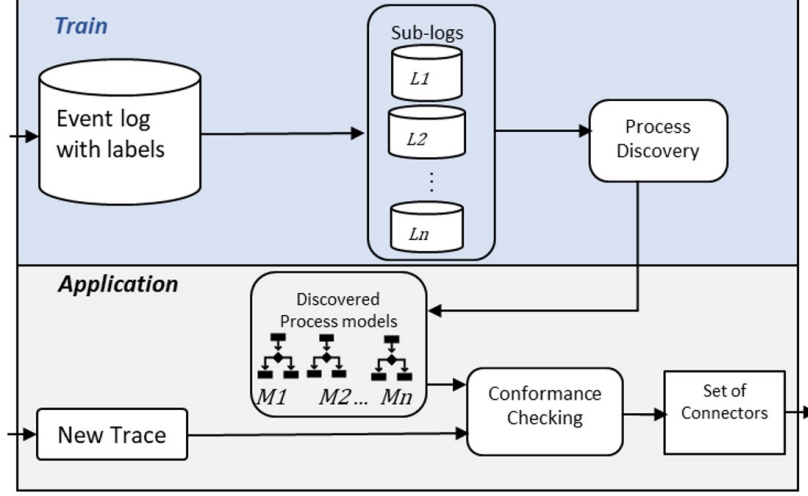 Train
Event log
with labels
Sub-logs
L1
L2
⋮
Ln
Process
Discovery
Application
Discovered
Process models
M1 M2... Mn
New Trace
Conformance
Checking
Set of
Connectors